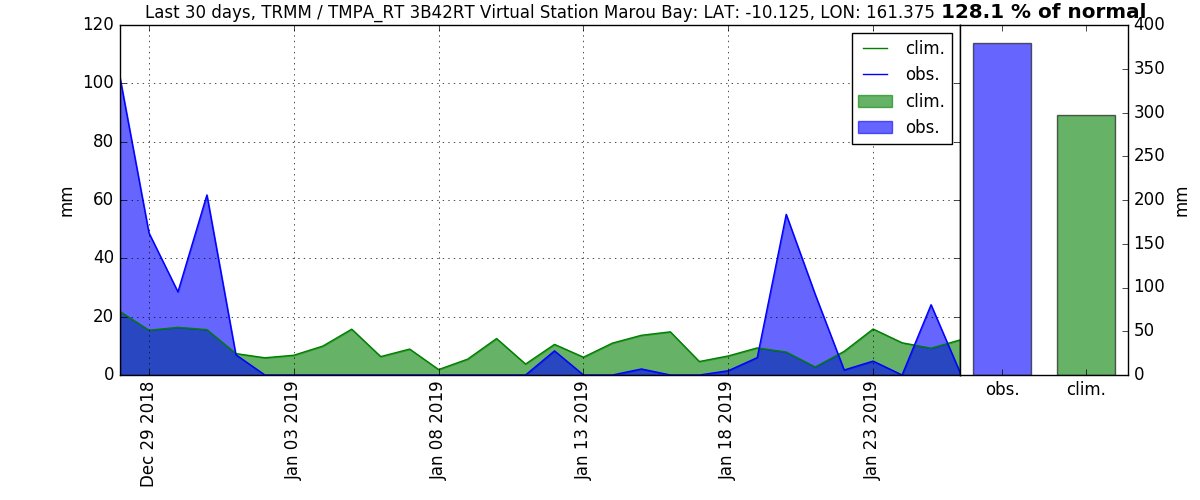 Last 30 days, TRMM / TMPA_RT 3B42RT Virtual Station Marou Bay: LAT: -10.125, LON: 161.375 128.1 % of normal
120
100
80
60
40
20
0
mm
clim.
obs.
clim.
obs.
Dec 29 2018
Jan 03 2019
Jan 08 2019
Jan 13 2019
Jan 18 2019
Jan 23 2019
400
350
300
250
200
150
100
50
0
mm
obs.
clim.